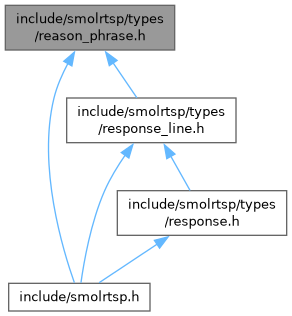 include/smolrtsp/types
/reason_phrase.h
include/smolrtsp/types
/response_line.h
include/smolrtsp/types
/response.h
include/smolrtsp.h